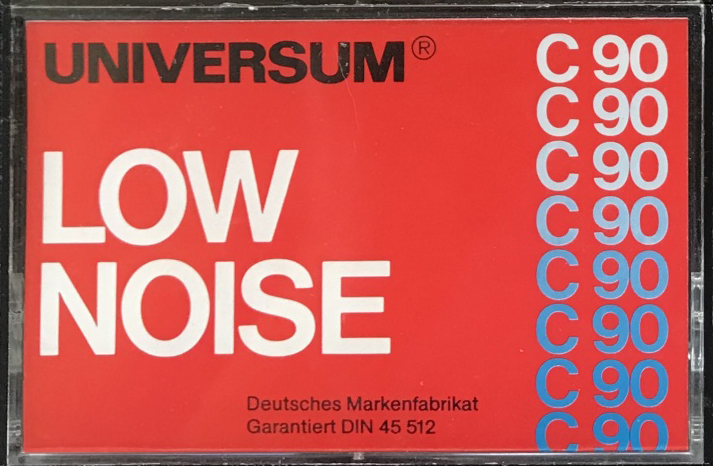 UNIVERSUM®
LOW
NOISE
Deutsches Markenfabrikat
Garantiert DIN 45 512
C 90
C 90
C 90
C 90
C 90
C 90
C 90
C 90